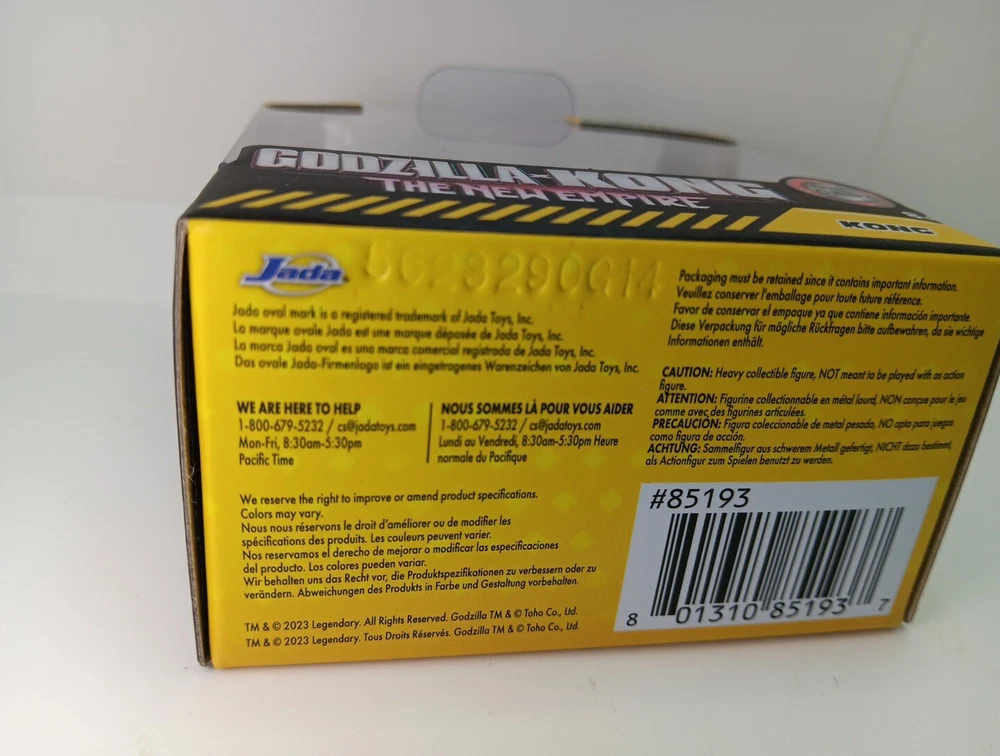 GODZILLA-KONG
THE NEW EMPIRE
KONG
Jada
Jada oval mark is a registered trademark of Jada Toys, Inc.
La marque ovale Jada est une marque déposée de Jada Toys, Inc.
La marca Jada oval es una marca comercial registrada de Jada Toys, Inc.
Das ovale Jada-Firmenlogo ist ein eingetragenes Warenzeichen von Jada Toys, Inc.
WE ARE HERE TO HELP
1-800-679-5232 / cs@jadatoys.com
Mon-Fri, 8:30am-5:30pm
Pacific Time
NOUS SOMMES LÀ POUR VOUS AIDER
1-800-679-5232 / cs@jadatoys.com
Lundi au Vendredi, 8:30am-5:30pm Heure
normale du Pacifique
We reserve the right to improve or amend product specifications.
Colors may vary.
Nous nous réservons le droit d'améliorer ou de modifier les
spécifications des produits. Les couleurs peuvent varier.
Nos reservamos el derecho de mejorar o modificar las especificaciones
del producto. Los colores pueden variar.
Wir behalten uns das Recht vor, die Produktspezifikationen zu verbessern oder zu
verändern. Abweichungen des Produkts in Farbe und Gestaltung vorbehalten.
TM & © 2023 Legendary. All Rights Reserved. Godzilla TM & © Toho Co., Ltd.
TM & © 2023 Legendary. Tous Droits Réservés. Godzilla TM & © Toho Co., Ltd.
Packaging must be retained since it contains important information.
Veuillez conserver l'emballage pour toute future référence.
Favor de conservar el empaque ya que contiene información importante.
Diese Verpackung für mögliche Rückfragen bitte aufbewahren, da sie wichtige
Informationen enthält.
CAUTION: Heavy collectible figure, NOT meant to be played with as action
figure.
ATTENTION: Figurine collectionnable en métal lourd, NON conçue pour le jeu
comme avec des figurines articulées.
PRECAUCIÓN: Figura coleccionable de metal pesado, NO apta para juegos
como figura de acción.
ACHTUNG: Sammelfigur aus schwerem Metall gefertigt, NICHT dazu bestimmt,
als Actionfigur zum Spielen benutzt zu werden.
#85193
8 01310 85193 7